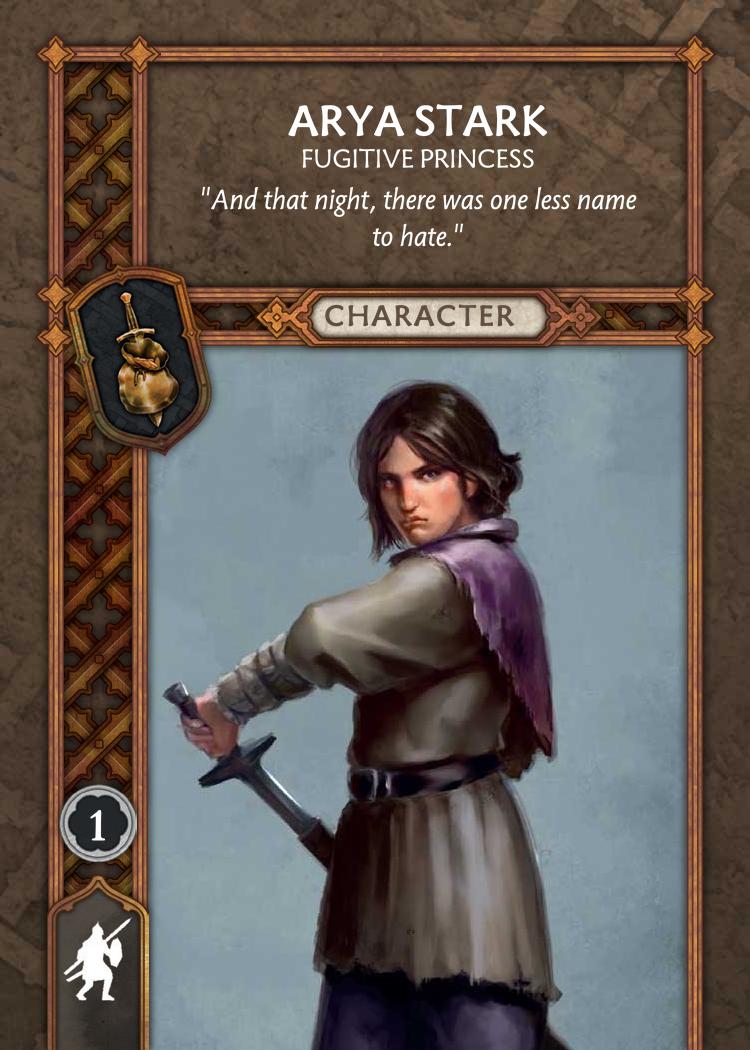 ARYA STARK
FUGITIVE PRINCESS
"And that night, there was one less name
to hate."
CHARACTER
1